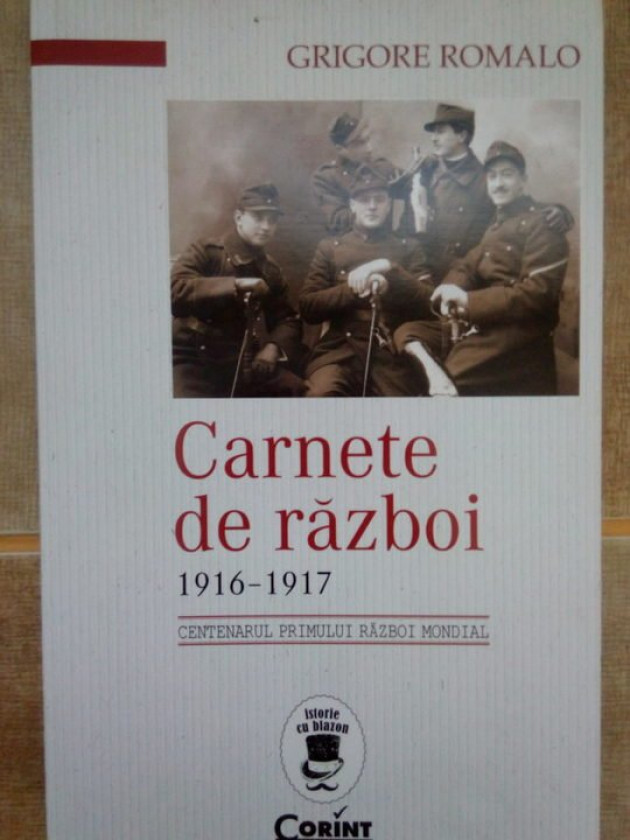 GRIGORE ROMALO
Carnete
de război
1916-1917
CENTENARUL PRIMULUI RĂZBOI MONDIAL
istorie
cu blazon
CORINT